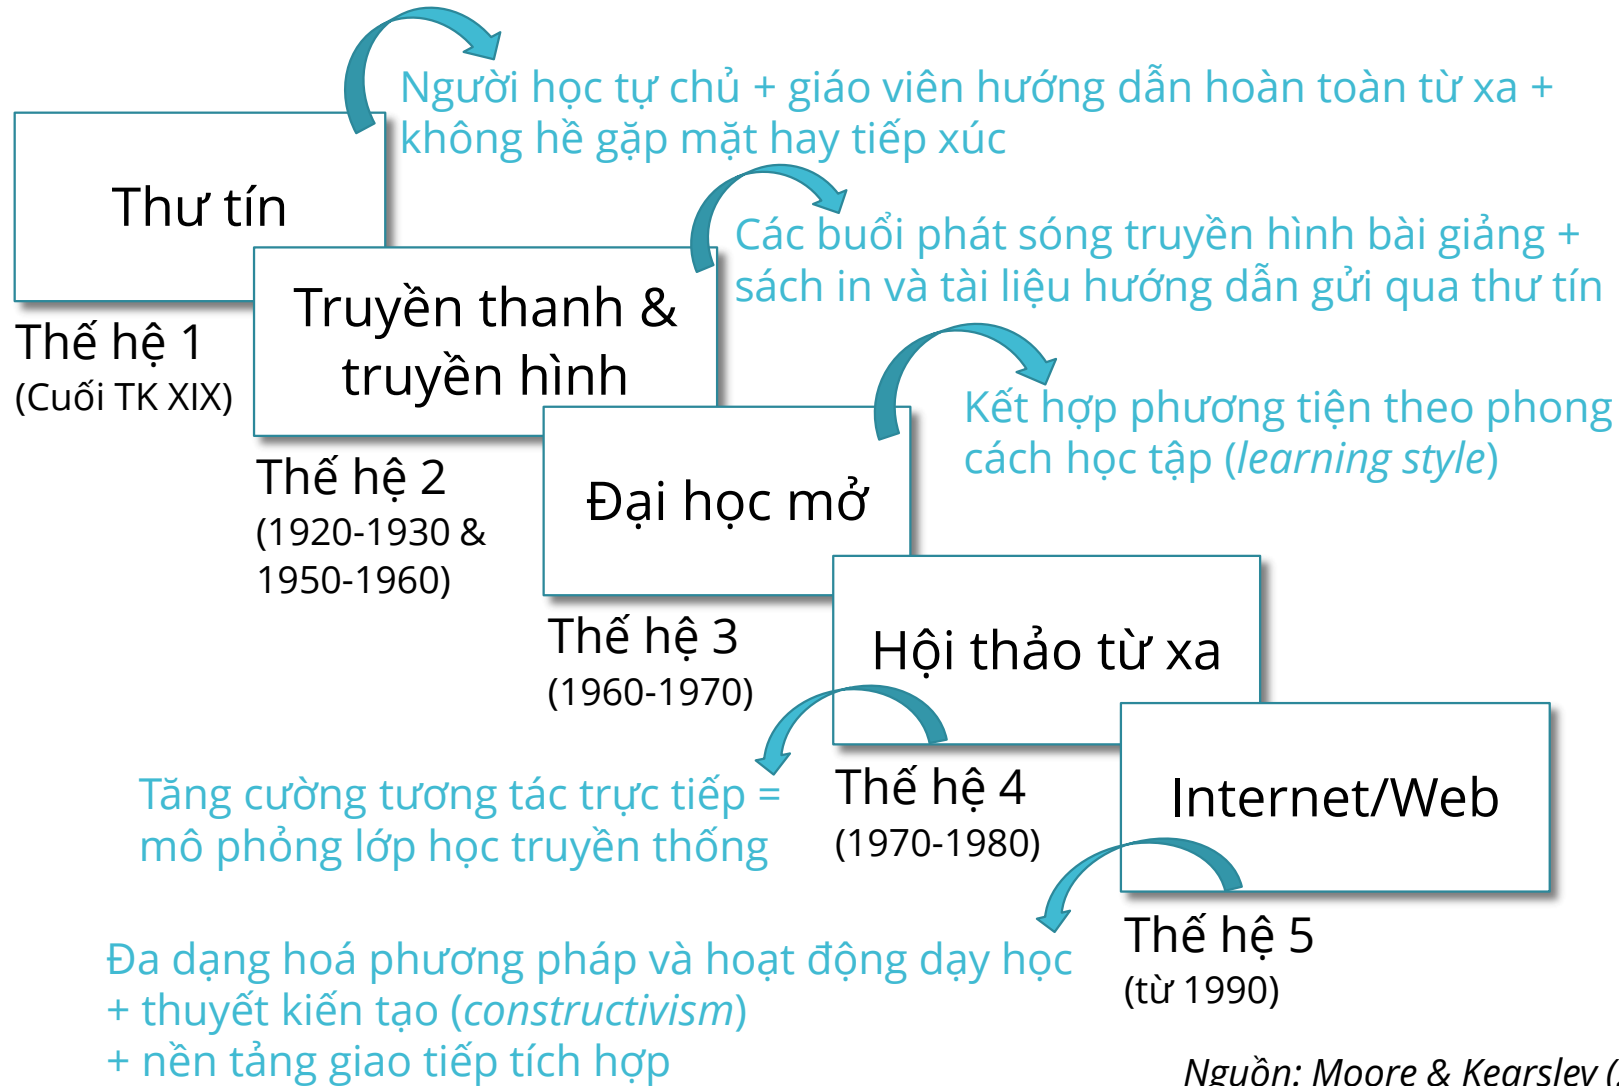 Người học tự chủ + giáo viên hướng dẫn hoàn toàn từ xa +
không hề gặp mặt hay tiếp xúc
Thư tín
Thế hệ 1
(Cuối TK XIX)
Các buổi phát sóng truyền hình bài giảng +
sách in và tài liệu hướng dẫn gửi qua thư tín
Truyền thanh &
truyền hình
Thế hệ 2
(1920-1930 &
1950-1960)
Kết hợp phương tiện theo phong
cách học tập (learning style)
Đại học mở
Thế hệ 3
(1960-1970)
Hội thảo từ xa
Thế hệ 4
(1970-1980)
Tăng cường tương tác trực tiếp =
mô phỏng lớp học truyền thống
Internet/Web
Thế hệ 5
(từ 1990)
Đa dạng hoá phương pháp và hoạt động dạy học
+ thuyết kiến tạo (constructivism)
+ nền tảng giao tiếp tích hợp
Nguồn: Moore & Kearsley (